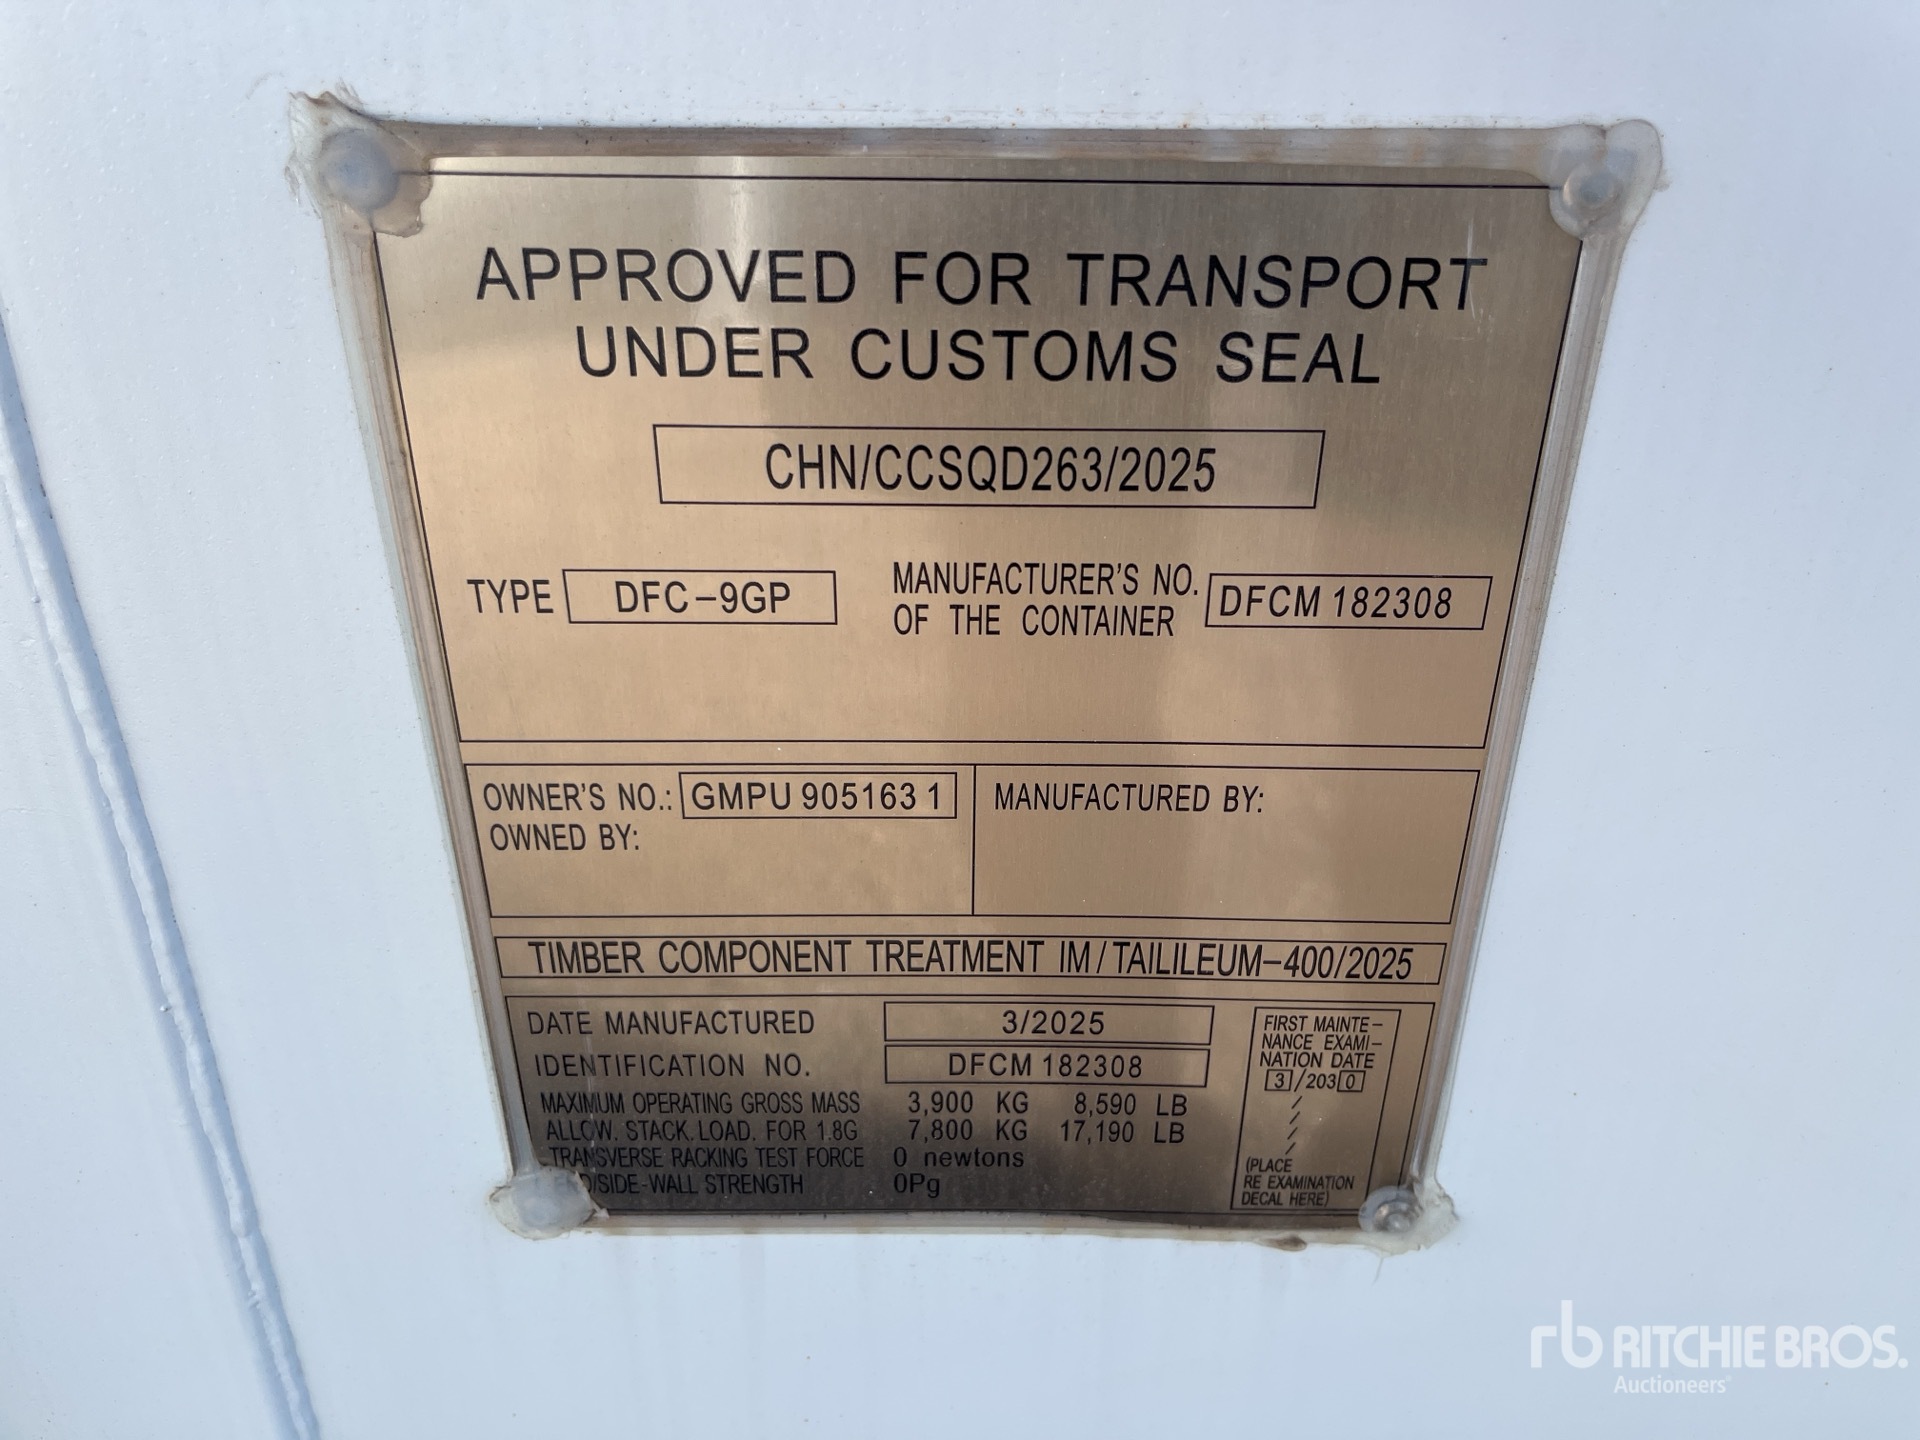 APPROVED FOR TRANSPORT
UNDER CUSTOMS SEAL
CHN/CCSQD263/2025
TYPE DFC-9GP MANUFACTURER'S NO. OF THE CONTAINER DFCM 182308
OWNER'S NO.: GMPU 905163 1
OWNED BY:
MANUFACTURED BY:
TIMBER COMPONENT TREATMENT IM/TAILILEUM-400/2025
DATE MANUFACTURED 3/2025
IDENTIFICATION NO. DFCM 182308
MAXIMUM OPERATING GROSS MASS 3,900 KG 8,590 LB
ALLOW. STACK. LOAD. FOR 1.8G 7,800 KG 17,190 LB
TRANSVERSE RACKING TEST FORCE 0 newtons
/SIDE-WALL STRENGTH 0Pg
FIRST MAINTE-
NANCE EXAMI-
NATION DATE
3/2030
/
/
/
/
(PLACE
RE EXAMINATION
DECAL HERE)
rb RITCHIE BROS.
Auctioneers